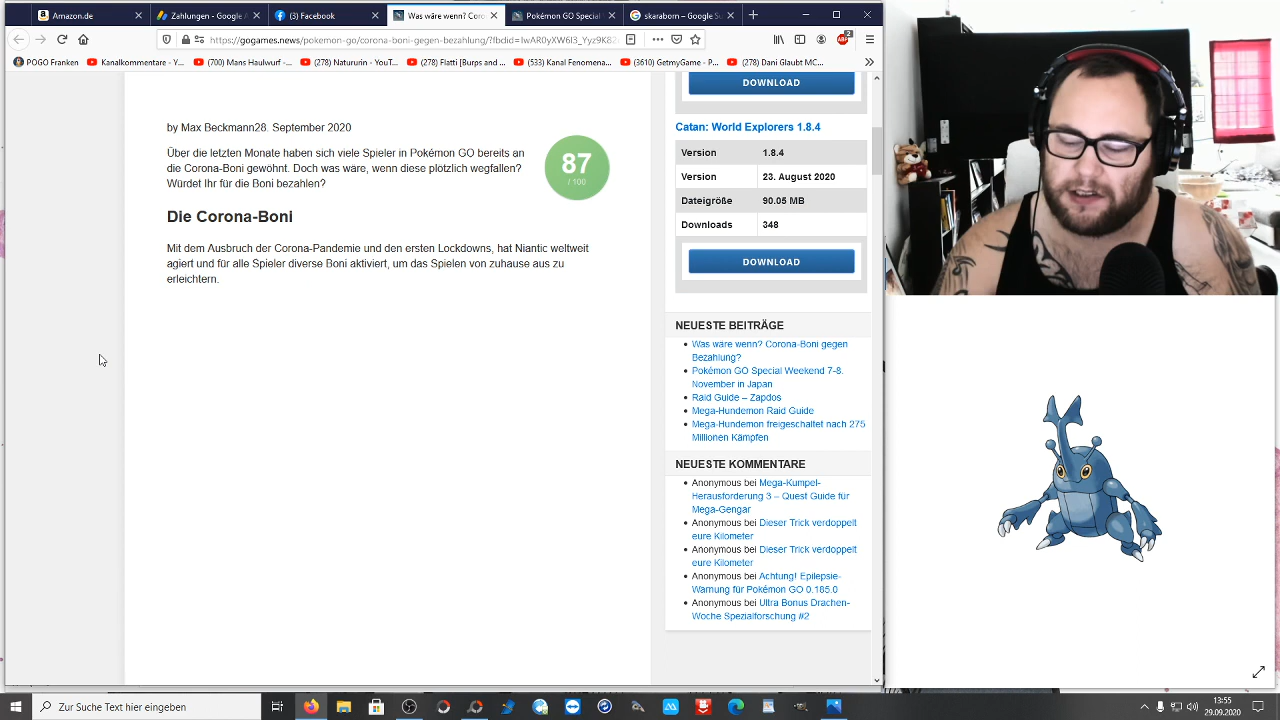 Amazon.de
Zahlungen - Google A
(3) Facebook
Was wäre wenn? Coro
Pokémon GO Special
skaraborn – Google Su
https://gogames.news/pokemon-go/corona-boni-gegen-bezahlung/?fbclid=IwAR0yXW6I3_Yyz9K82
POGO Franken
Kanalkommentare - Y...
(700) Mans Haulwurf -...
(278) Natururin - YouT...
(278) Flatti (Burps and ...
(533) Kanal Fenomena...
(3610) GetmyGame - P...
(278) Dani Glaubt MC...
by Max Beckmann28. September 2020
Über die letzten Monate haben sich viele Spieler in Pokémon GO bereits an
die Corona-Boni gewöhnt. Doch was wäre, wenn diese plötzlich wegfallen?
Würdet Ihr für die Boni bezahlen?
87
/ 100
Die Corona-Boni
Mit dem Ausbruch der Corona-Pandemie und den ersten Lockdowns, hat Niantic weltweit
agiert und für alle Spieler diverse Boni aktiviert, um das Spielen von zuhause aus zu
erleichtern.
DOWNLOAD
Catan: World Explorers 1.8.4
Version 1.8.4
Version 23. August 2020
Dateigröße 90.05 MB
Downloads 348
DOWNLOAD
NEUESTE BEITRÄGE
Was wäre wenn? Corona-Boni gegen
Bezahlung?
Pokémon GO Special Weekend 7-8.
November in Japan
Raid Guide – Zapdos
Mega-Hundemon Raid Guide
Mega-Hundemon freigeschaltet nach 275
Millionen Kämpfen
NEUESTE KOMMENTARE
Anonymous bei Mega-Kumpel-
Herausforderung 3 – Quest Guide für
Mega-Gengar
Anonymous bei Dieser Trick verdoppelt
eure Kilometer
Anonymous bei Dieser Trick verdoppelt
eure Kilometer
Anonymous bei Achtung! Epilepsie-
Warnung für Pokémon GO 0.185.0
Anonymous bei Ultra Bonus Drachen-
Woche Spezialforschung #2
Zur Suche Text hier eingeben
13:55
29.09.2020